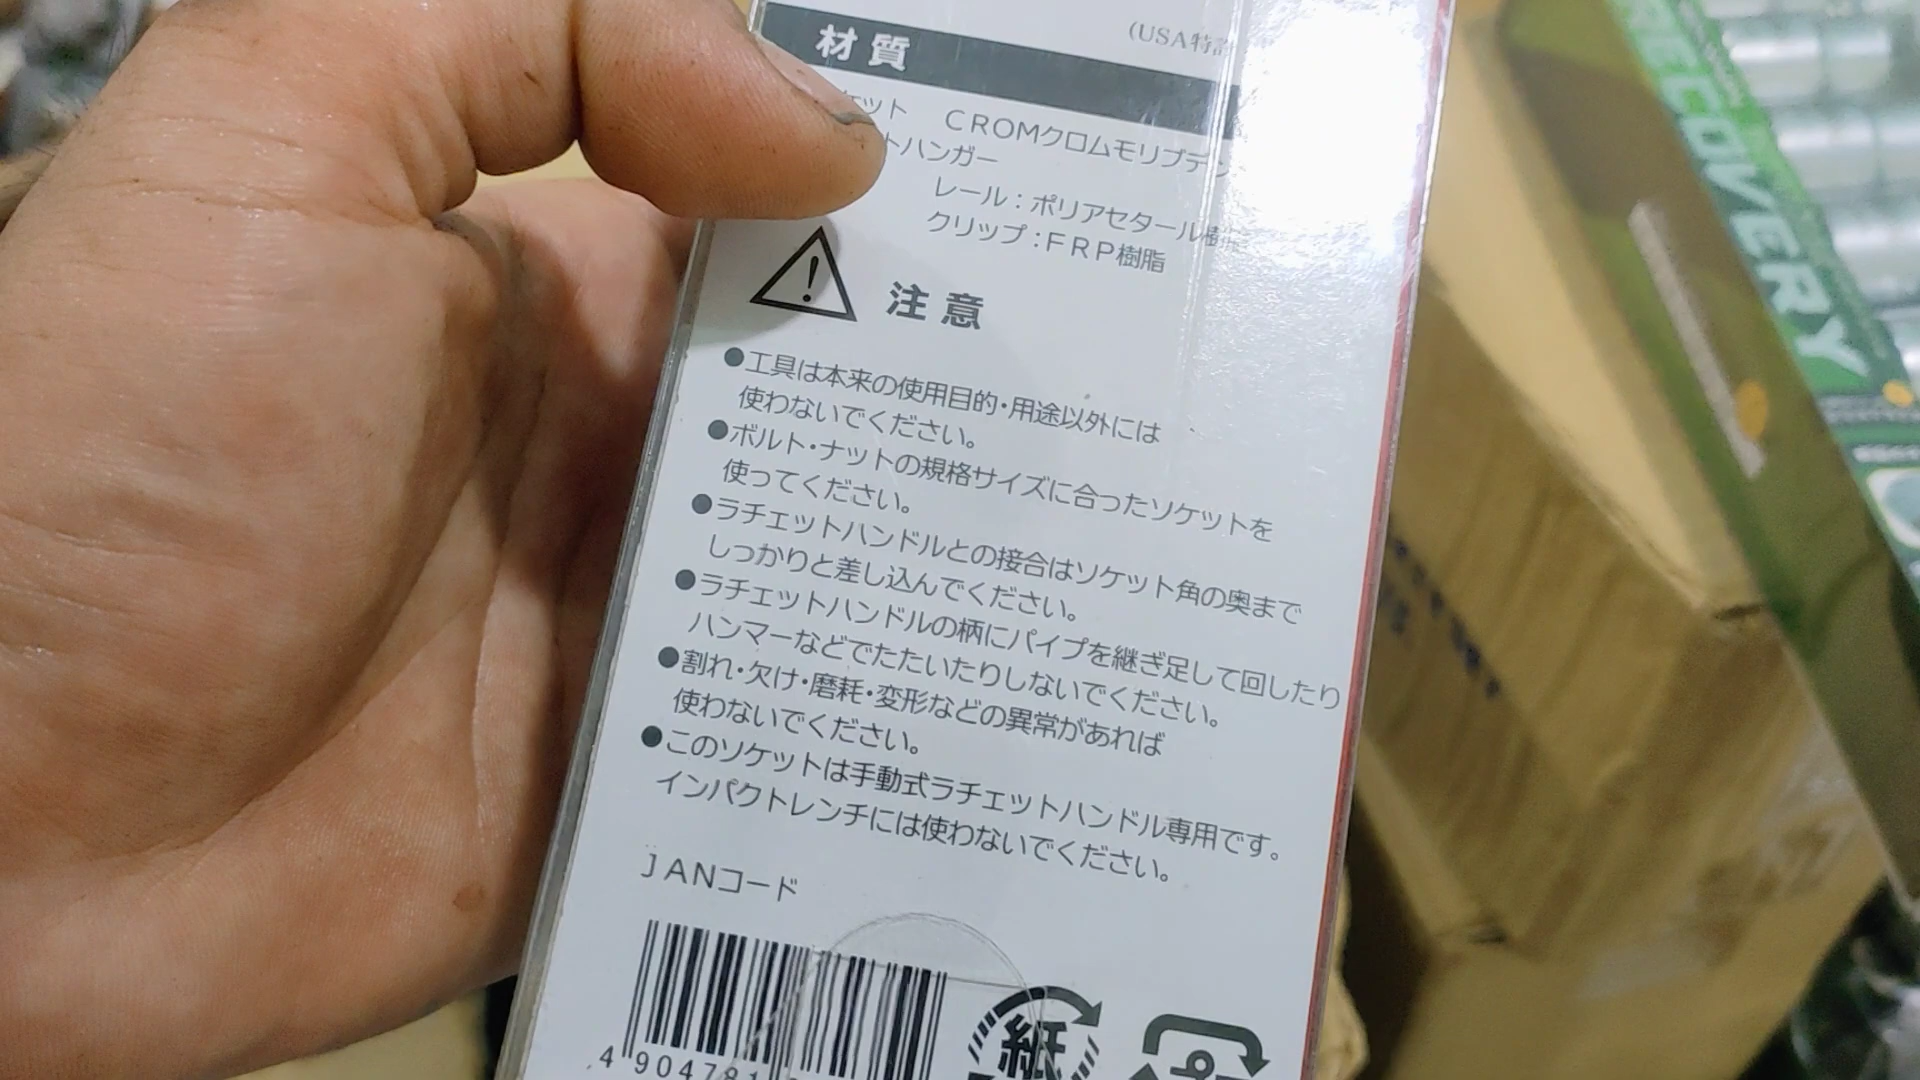 (USA特許
材質
ケット　CROMクロムモリブデン
トハンガー
レール：ポリアセタール樹脂
クリップ：FRP樹脂
注意
●工具は本来の使用目的・用途以外には
使わないでください。
●ボルト・ナットの規格サイズに合ったソケットを
使ってください。
●ラチェットハンドルとの接合はソケット角の奥まで
しっかりと差し込んでください。
●ラチェットハンドルの柄にパイプを継ぎ足して回したり
ハンマーなどでたたいたりしないでください。
●割れ・欠け・磨耗・変形などの異常があれば
使わないでください。
●このソケットは手動式ラチェットハンドル専用です。
インパクトレンチには使わないでください。
JANコード
4 904781
紙
プ
RECOVERY